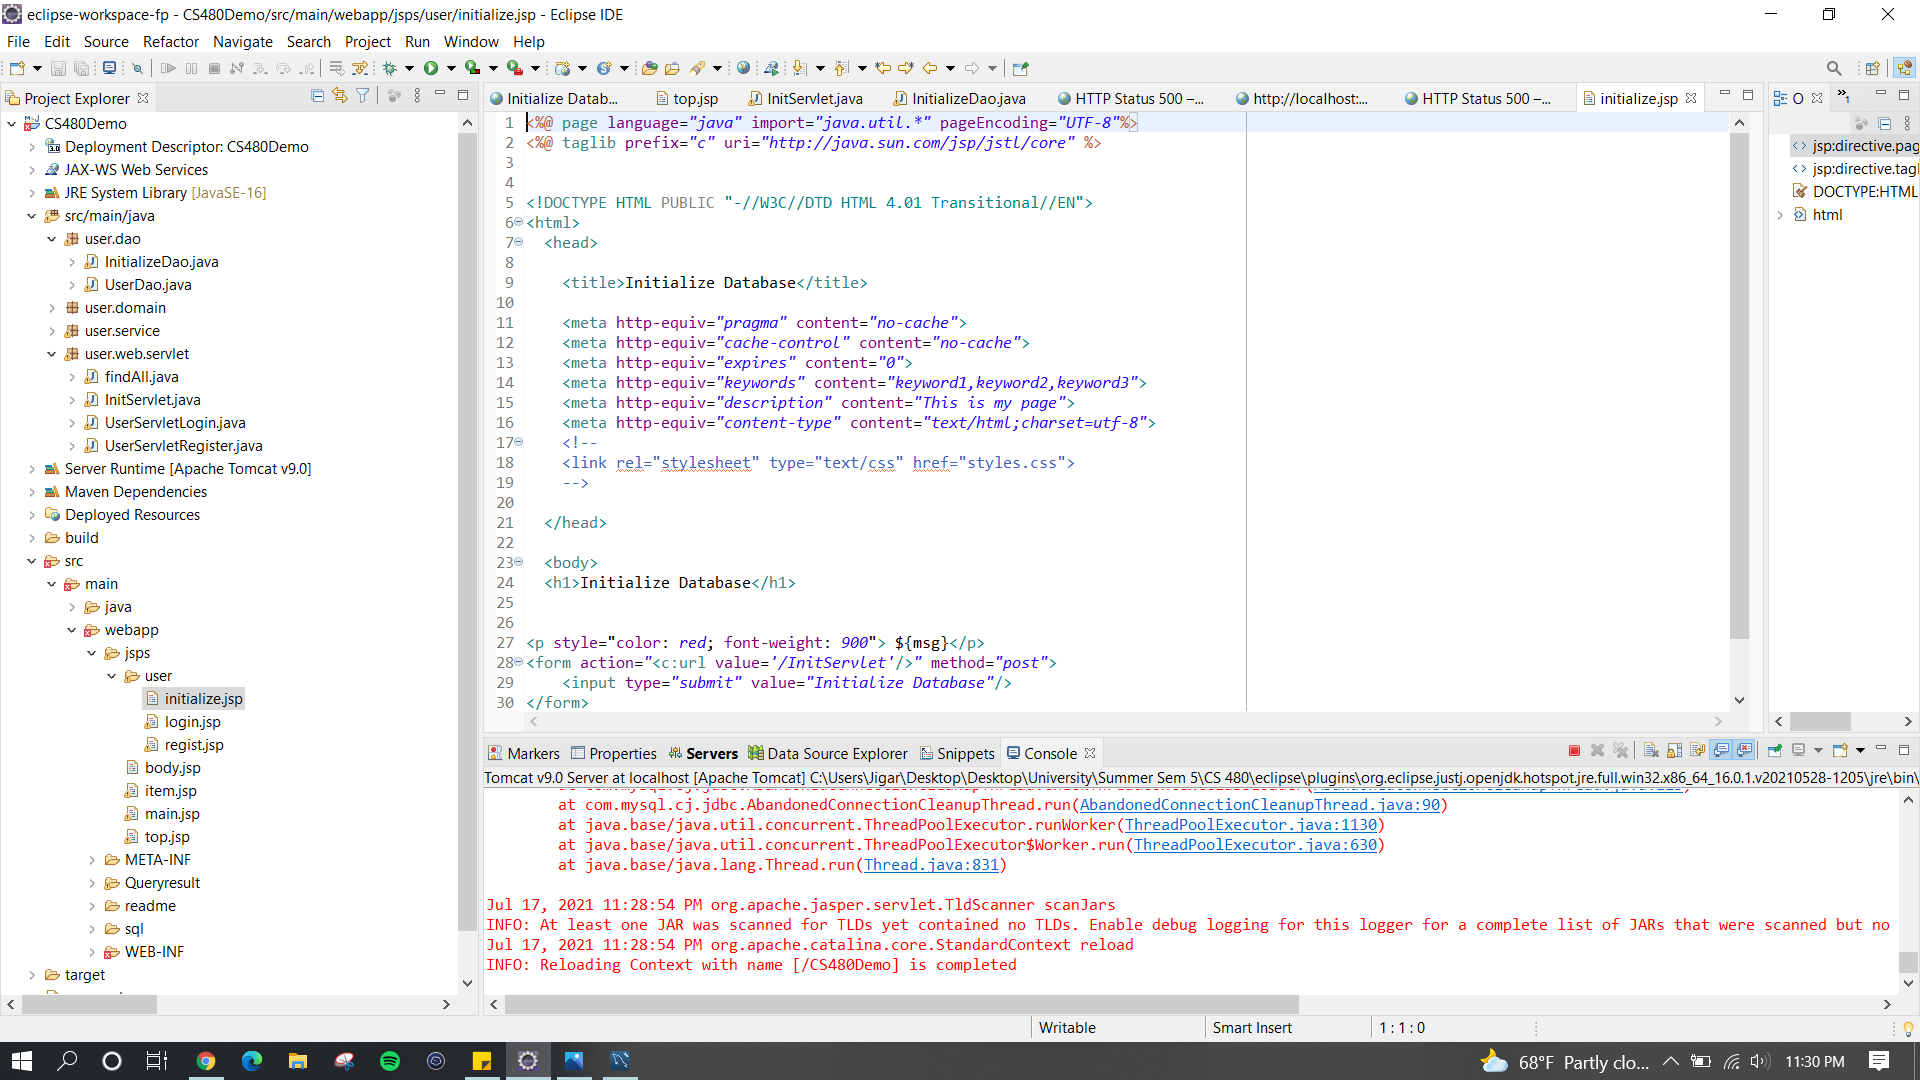 eclipse-workspace-fp - CS480Demo/src/main/webapp/jsps/user/initialize.jsp - Eclipse IDE
File Edit Source Refactor Navigate Search Project Run Window Help
Project Explorer
CS480Demo
Deployment Descriptor: CS480Demo
JAX-WS Web Services
JRE System Library [JavaSE-16]
src/main/java
user.dao
InitializeDao.java
UserDao.java
user.domain
user.service
user.web.servlet
findAll.java
InitServlet.java
UserServletLogin.java
UserServletRegister.java
Server Runtime [Apache Tomcat v9.0]
Maven Dependencies
Deployed Resources
build
src
main
java
webapp
jsps
user
initialize.jsp
login.jsp
regist.jsp
body.jsp
item.jsp
main.jsp
top.jsp
META-INF
Queryresult
readme
sql
WEB-INF
target
Initialize Datab... top.jsp InitServlet.java InitializeDao.java HTTP Status 500 –... http://localhost:... HTTP Status 500 –... initialize.jsp
1 <%@ page language="java" import="java.util.*" pageEncoding="UTF-8"%>
2 <%@ taglib prefix="c" uri="http://java.sun.com/jsp/jstl/core" %>
3
4
5 <!DOCTYPE HTML PUBLIC "-//W3C//DTD HTML 4.01 Transitional//EN">
6 <html>
7 <head>
8
9 <title>Initialize Database</title>
10
11 <meta http-equiv="pragma" content="no-cache">
12 <meta http-equiv="cache-control" content="no-cache">
13 <meta http-equiv="expires" content="0">
14 <meta http-equiv="keywords" content="keyword1,keyword2,keyword3">
15 <meta http-equiv="description" content="This is my page">
16 <meta http-equiv="content-type" content="text/html;charset=utf-8">
17 <!--
18 <link rel="stylesheet" type="text/css" href="styles.css">
19 -->
20
21 </head>
22
23 <body>
24 <h1>Initialize Database</h1>
25
26
27 <p style="color: red; font-weight: 900"> ${msg}</p>
28 <form action="<c:url value='/InitServlet'/>" method="post">
29 <input type="submit" value="Initialize Database"/>
30 </form>
O »1
jsp:directive.pag
jsp:directive.tagl
DOCTYPE:HTML
html
Markers Properties Servers Data Source Explorer Snippets Console
Tomcat v9.0 Server at localhost [Apache Tomcat] C:\Users\Jigar\Desktop\Desktop\University\Summer Sem 5\CS 480\eclipse\plugins\org.eclipse.justj.openjdk.hotspot.jre.full.win32.x86_64_16.0.1.v20210528-1205\jre\bin\
at com.mysql.cj.jdbc.AbandonedConnectionCleanupThread.run(AbandonedConnectionCleanupThread.java:90)
at java.base/java.util.concurrent.ThreadPoolExecutor.runWorker(ThreadPoolExecutor.java:1130)
at java.base/java.util.concurrent.ThreadPoolExecutor$Worker.run(ThreadPoolExecutor.java:630)
at java.base/java.lang.Thread.run(Thread.java:831)
Jul 17, 2021 11:28:54 PM org.apache.jasper.servlet.TldScanner scanJars
INFO: At least one JAR was scanned for TLDs yet contained no TLDs. Enable debug logging for this logger for a complete list of JARs that were scanned but no
Jul 17, 2021 11:28:54 PM org.apache.catalina.core.StandardContext reload
INFO: Reloading Context with name [/CS480Demo] is completed
Writable Smart Insert 1 : 1 : 0
68°F Partly clo... 11:30 PM